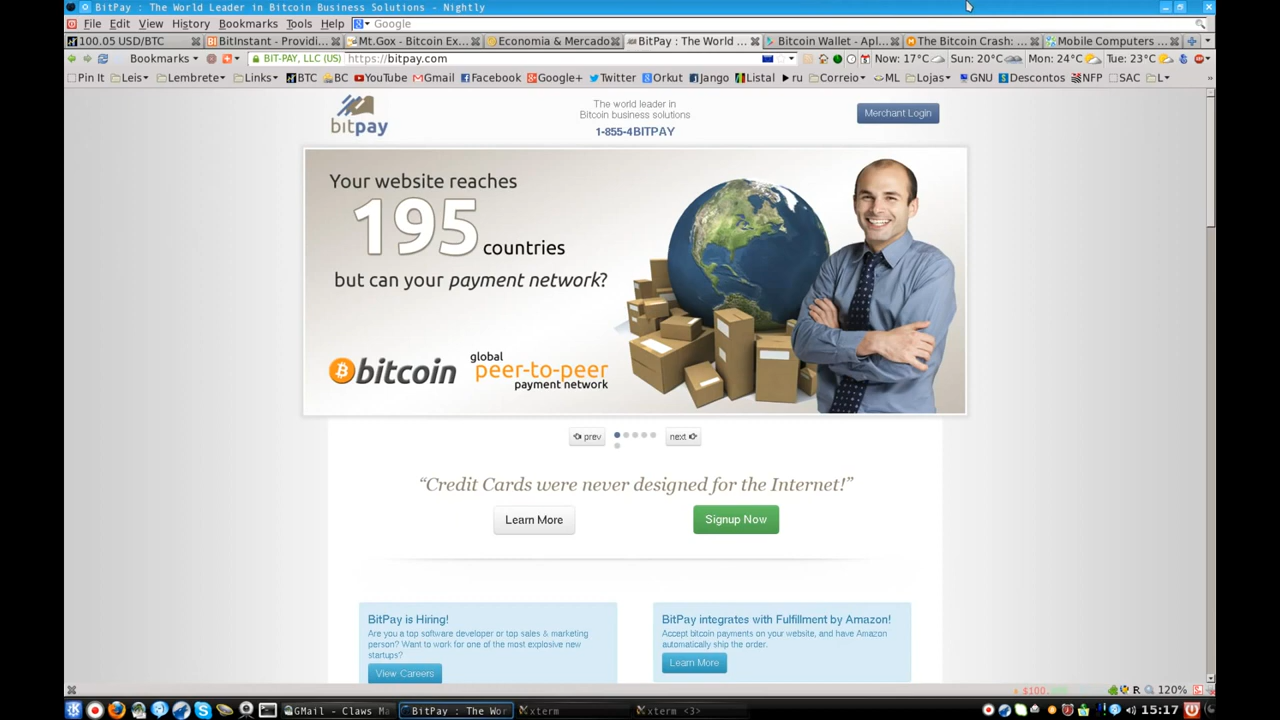 BitPay : The World Leader in Bitcoin Business Solutions - Nightly
File Edit View History Bookmarks Tools Help Google
100.05 USD/BTC BitInstant - Providi... Mt.Gox - Bitcoin Ex... Economia & Mercado BitPay : The World ... Bitcoin Wallet - Apl... The Bitcoin Crash: ... Mobile Computers ...
Bookmarks BIT-PAY, LLC (US) https://bitpay.com Now: 17°C Sun: 20°C Mon: 24°C Tue: 23°C
Pin It Leis Lembrete Links BTC BC YouTube Gmail Facebook Google+ Twitter Orkut Jango Listal ru Correio ML Lojas GNU Descontos NFP SAC L
bitpay
The world leader in
Bitcoin business solutions
1-855-4BITPAY
Merchant Login
Your website reaches
195 countries
but can your payment network?
bitcoin
global
peer-to-peer
payment network
prev
next
“Credit Cards were never designed for the Internet!”
Learn More
Signup Now
BitPay is Hiring!
Are you a top software developer or top sales & marketing
person? Want to work for one of the most explosive new
startups?
View Careers
BitPay integrates with Fulfillment by Amazon!
Accept bitcoin payments on your website, and have Amazon
automatically ship the order.
Learn More
R 120%
GMail - Claws Ma BitPay : The Wor xterm xterm <3> 15:17